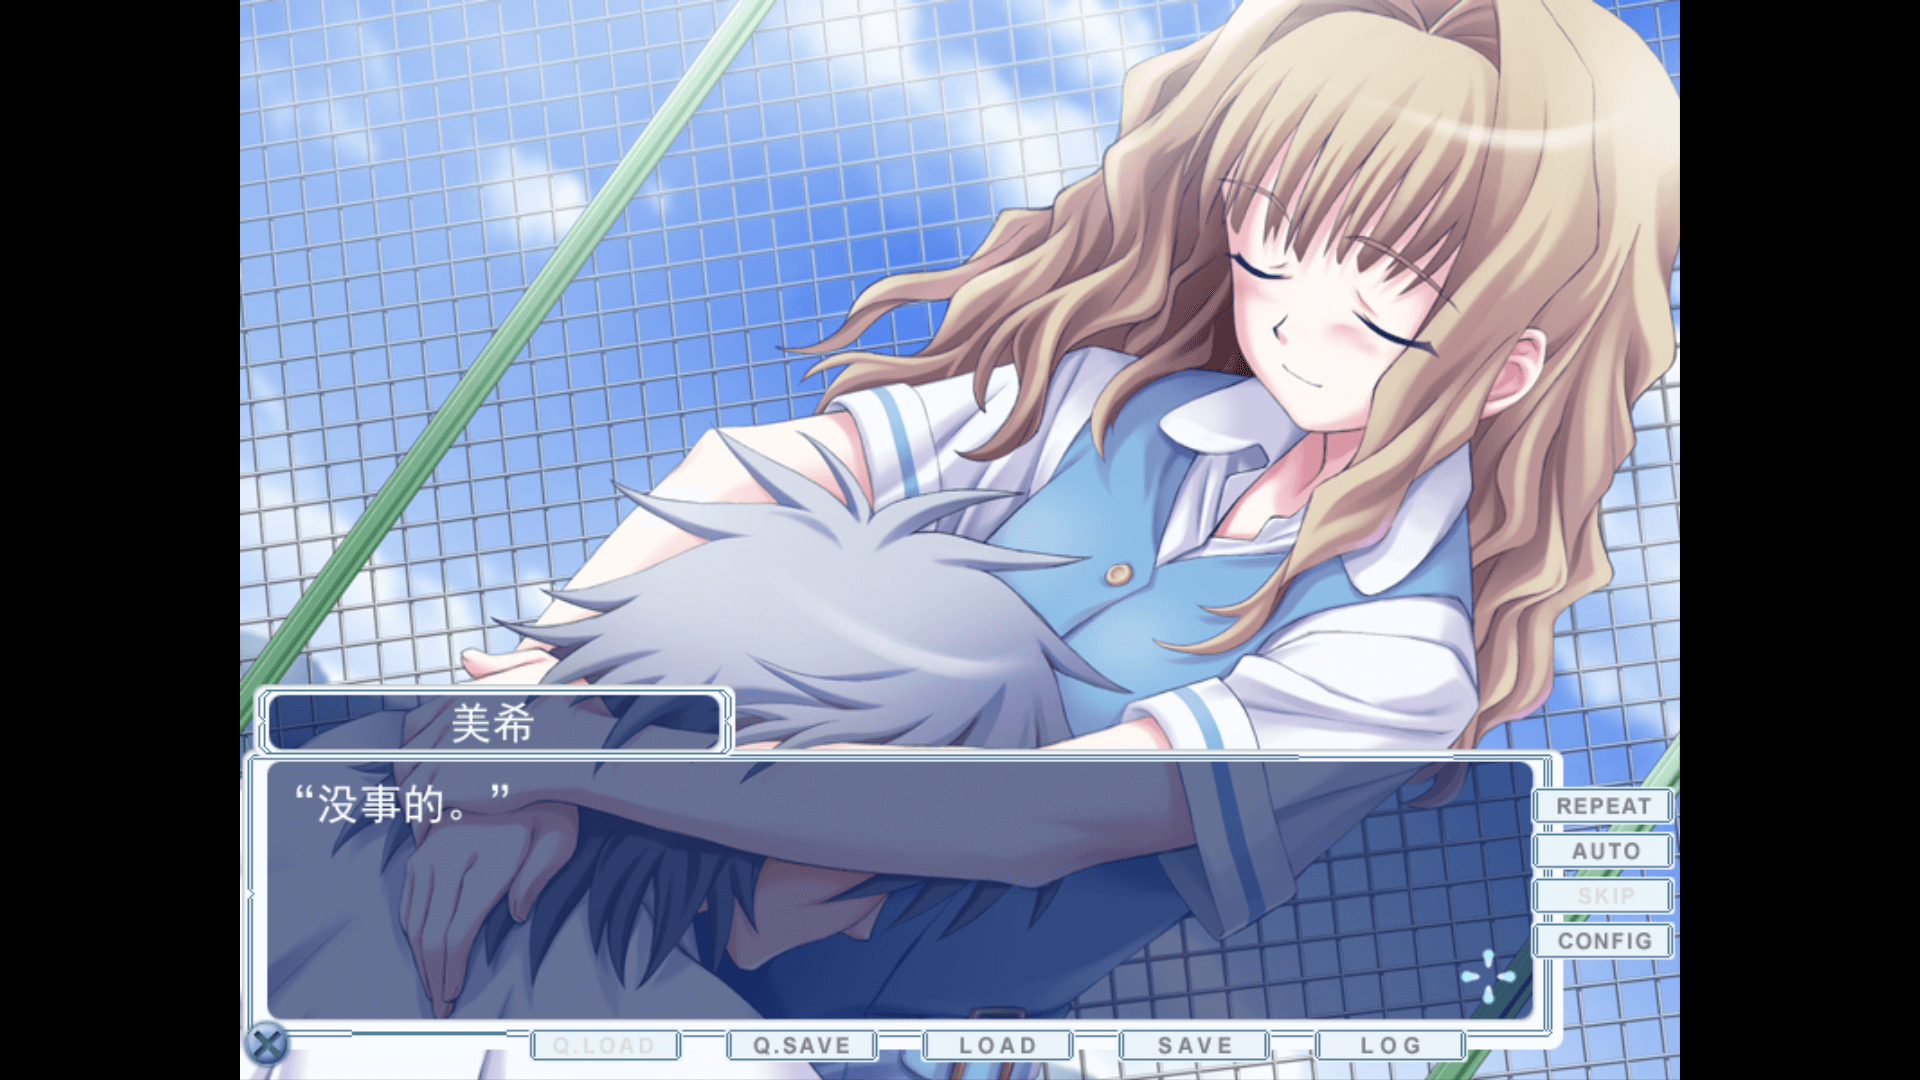 美希
“没事的。”
REPEAT
AUTO
SKIP
CONFIG
Q.LOAD
Q.SAVE
LOAD
SAVE
LOG